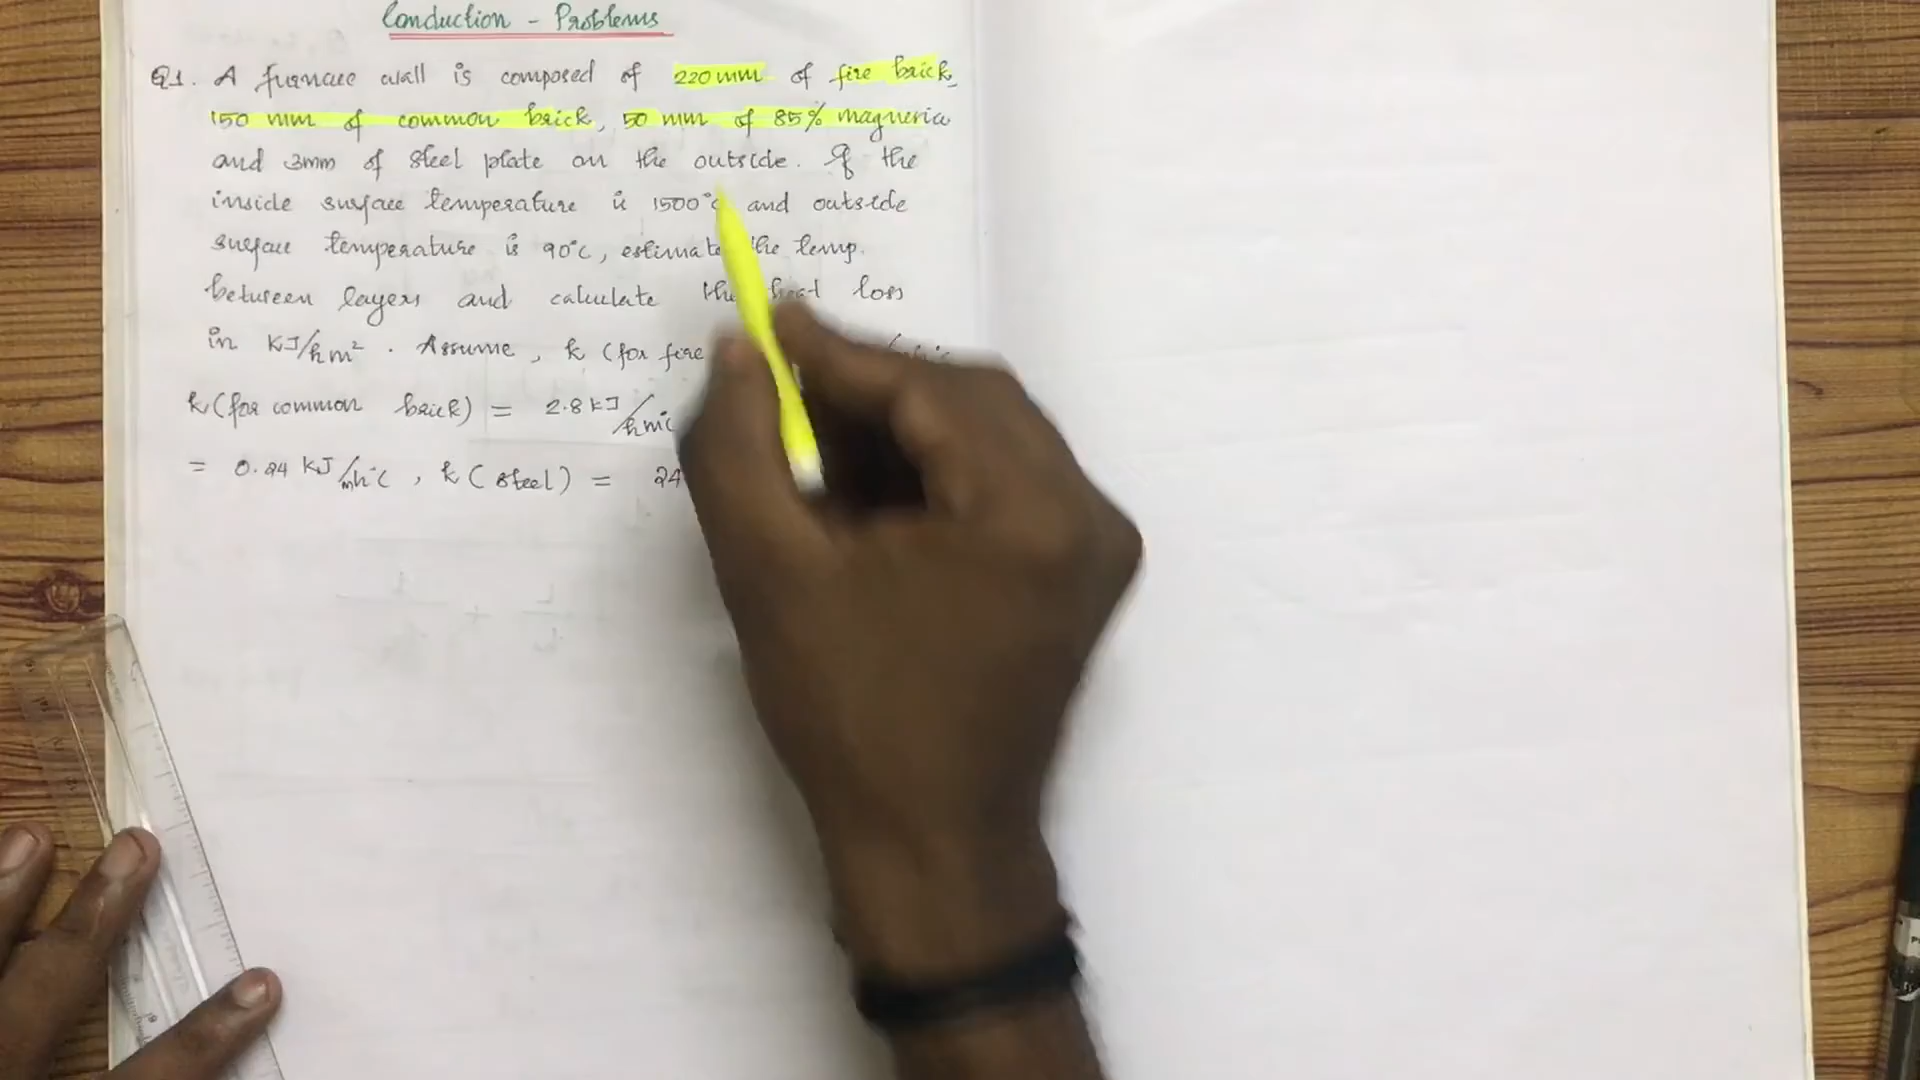 Conduction - Problems
Q1. A furnace wall is composed of 220mm of fire brick,
150 mm of common brick, 50 mm of 85% magnesia
and 3mm of steel plate on the outside. If the
inside surface temperature is 1500°C and outside
surface temperature is 90°C, estimate the temp.
between layers and calculate the heat loss
in KJ/hm². Assume, k (for fire
k(for common brick) = 2.8 kJ/hm°C
= 0.24 kJ/mh°C, k (steel) = 24